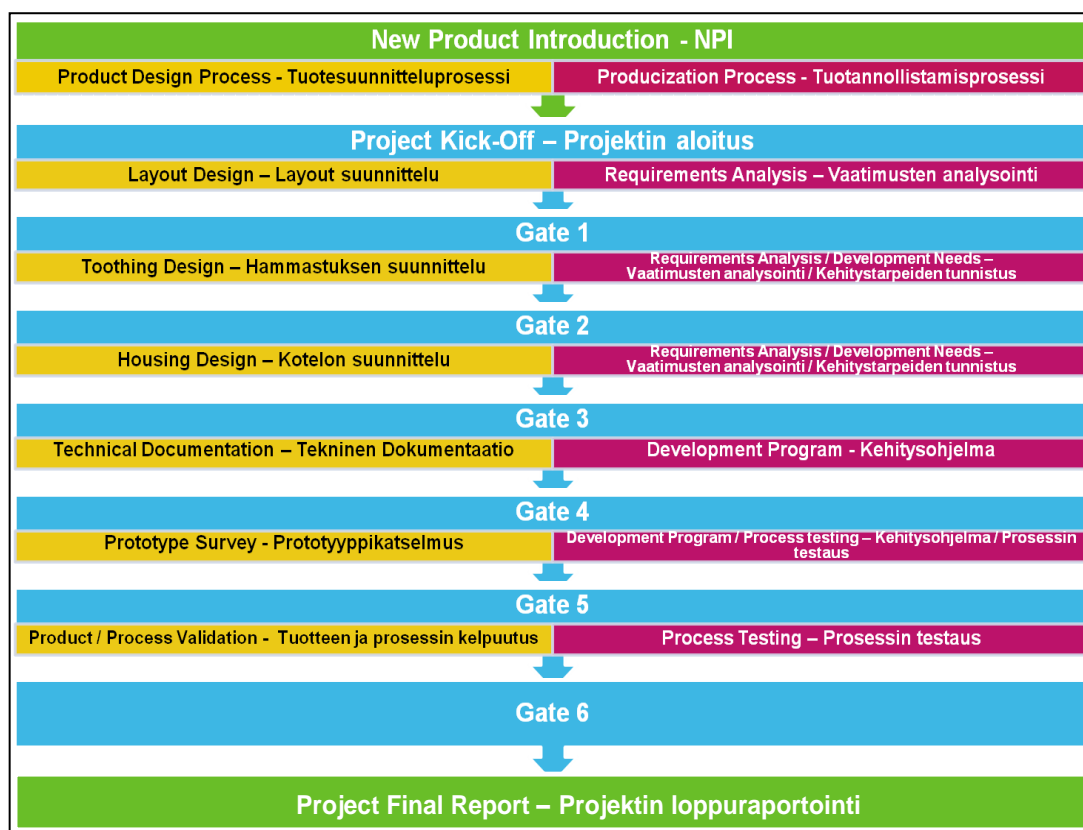 New Product Introduction - NPI
Product Design Process - Tuotesuunnitteluprosessi
Producization Process - Tuotannollistamisprosessi
Project Kick-Off – Projektin aloitus
Layout Design – Layout suunnittelu
Requirements Analysis – Vaatimusten analysointi
Gate 1
Toothing Design – Hammastuksen suunnittelu
Requirements Analysis / Development Needs –
Vaatimusten analysointi / Kehitystarpeiden tunnistus
Gate 2
Housing Design – Kotelon suunnittelu
Requirements Analysis / Development Needs –
Vaatimusten analysointi / Kehitystarpeiden tunnistus
Gate 3
Technical Documentation – Tekninen Dokumentaatio
Development Program - Kehitysohjelma
Gate 4
Prototype Survey - Prototyyppikatselmus
Development Program / Process testing – Kehitysohjelma / Prosessin
testaus
Gate 5
Product / Process Validation - Tuotteen ja prosessin kelpuutus
Process Testing – Prosessin testaus
Gate 6
Project Final Report – Projektin loppuraportointi